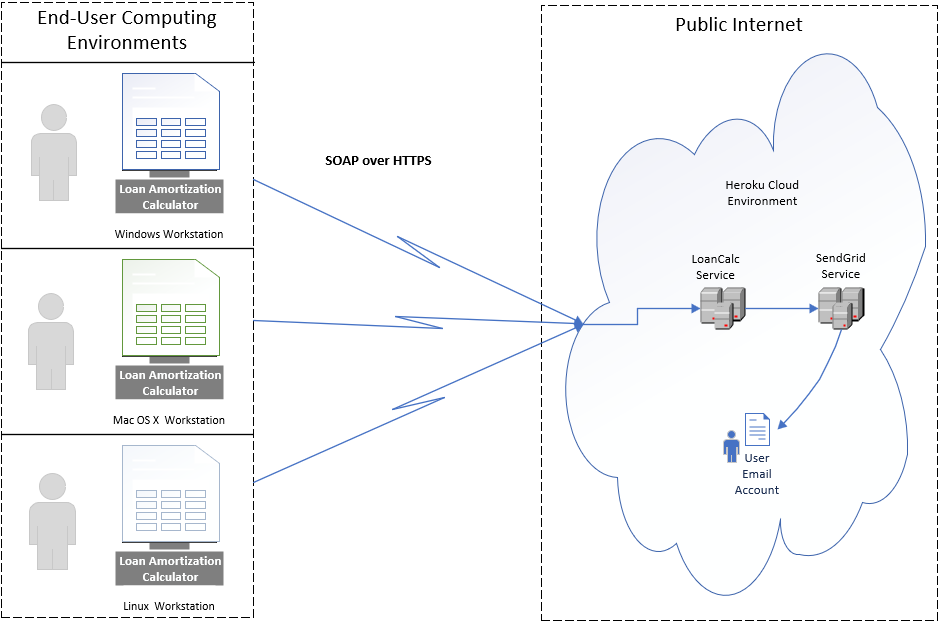 End-User Computing
Environments
Loan Amortization
Calculator
Windows Workstation
Loan Amortization
Calculator
Mac OS X  Workstation
Loan Amortization
Calculator
Linux  Workstation
SOAP over HTTPS
Public Internet
Heroku Cloud
Environment
LoanCalc
Service
SendGrid
Service
User
Email
Account